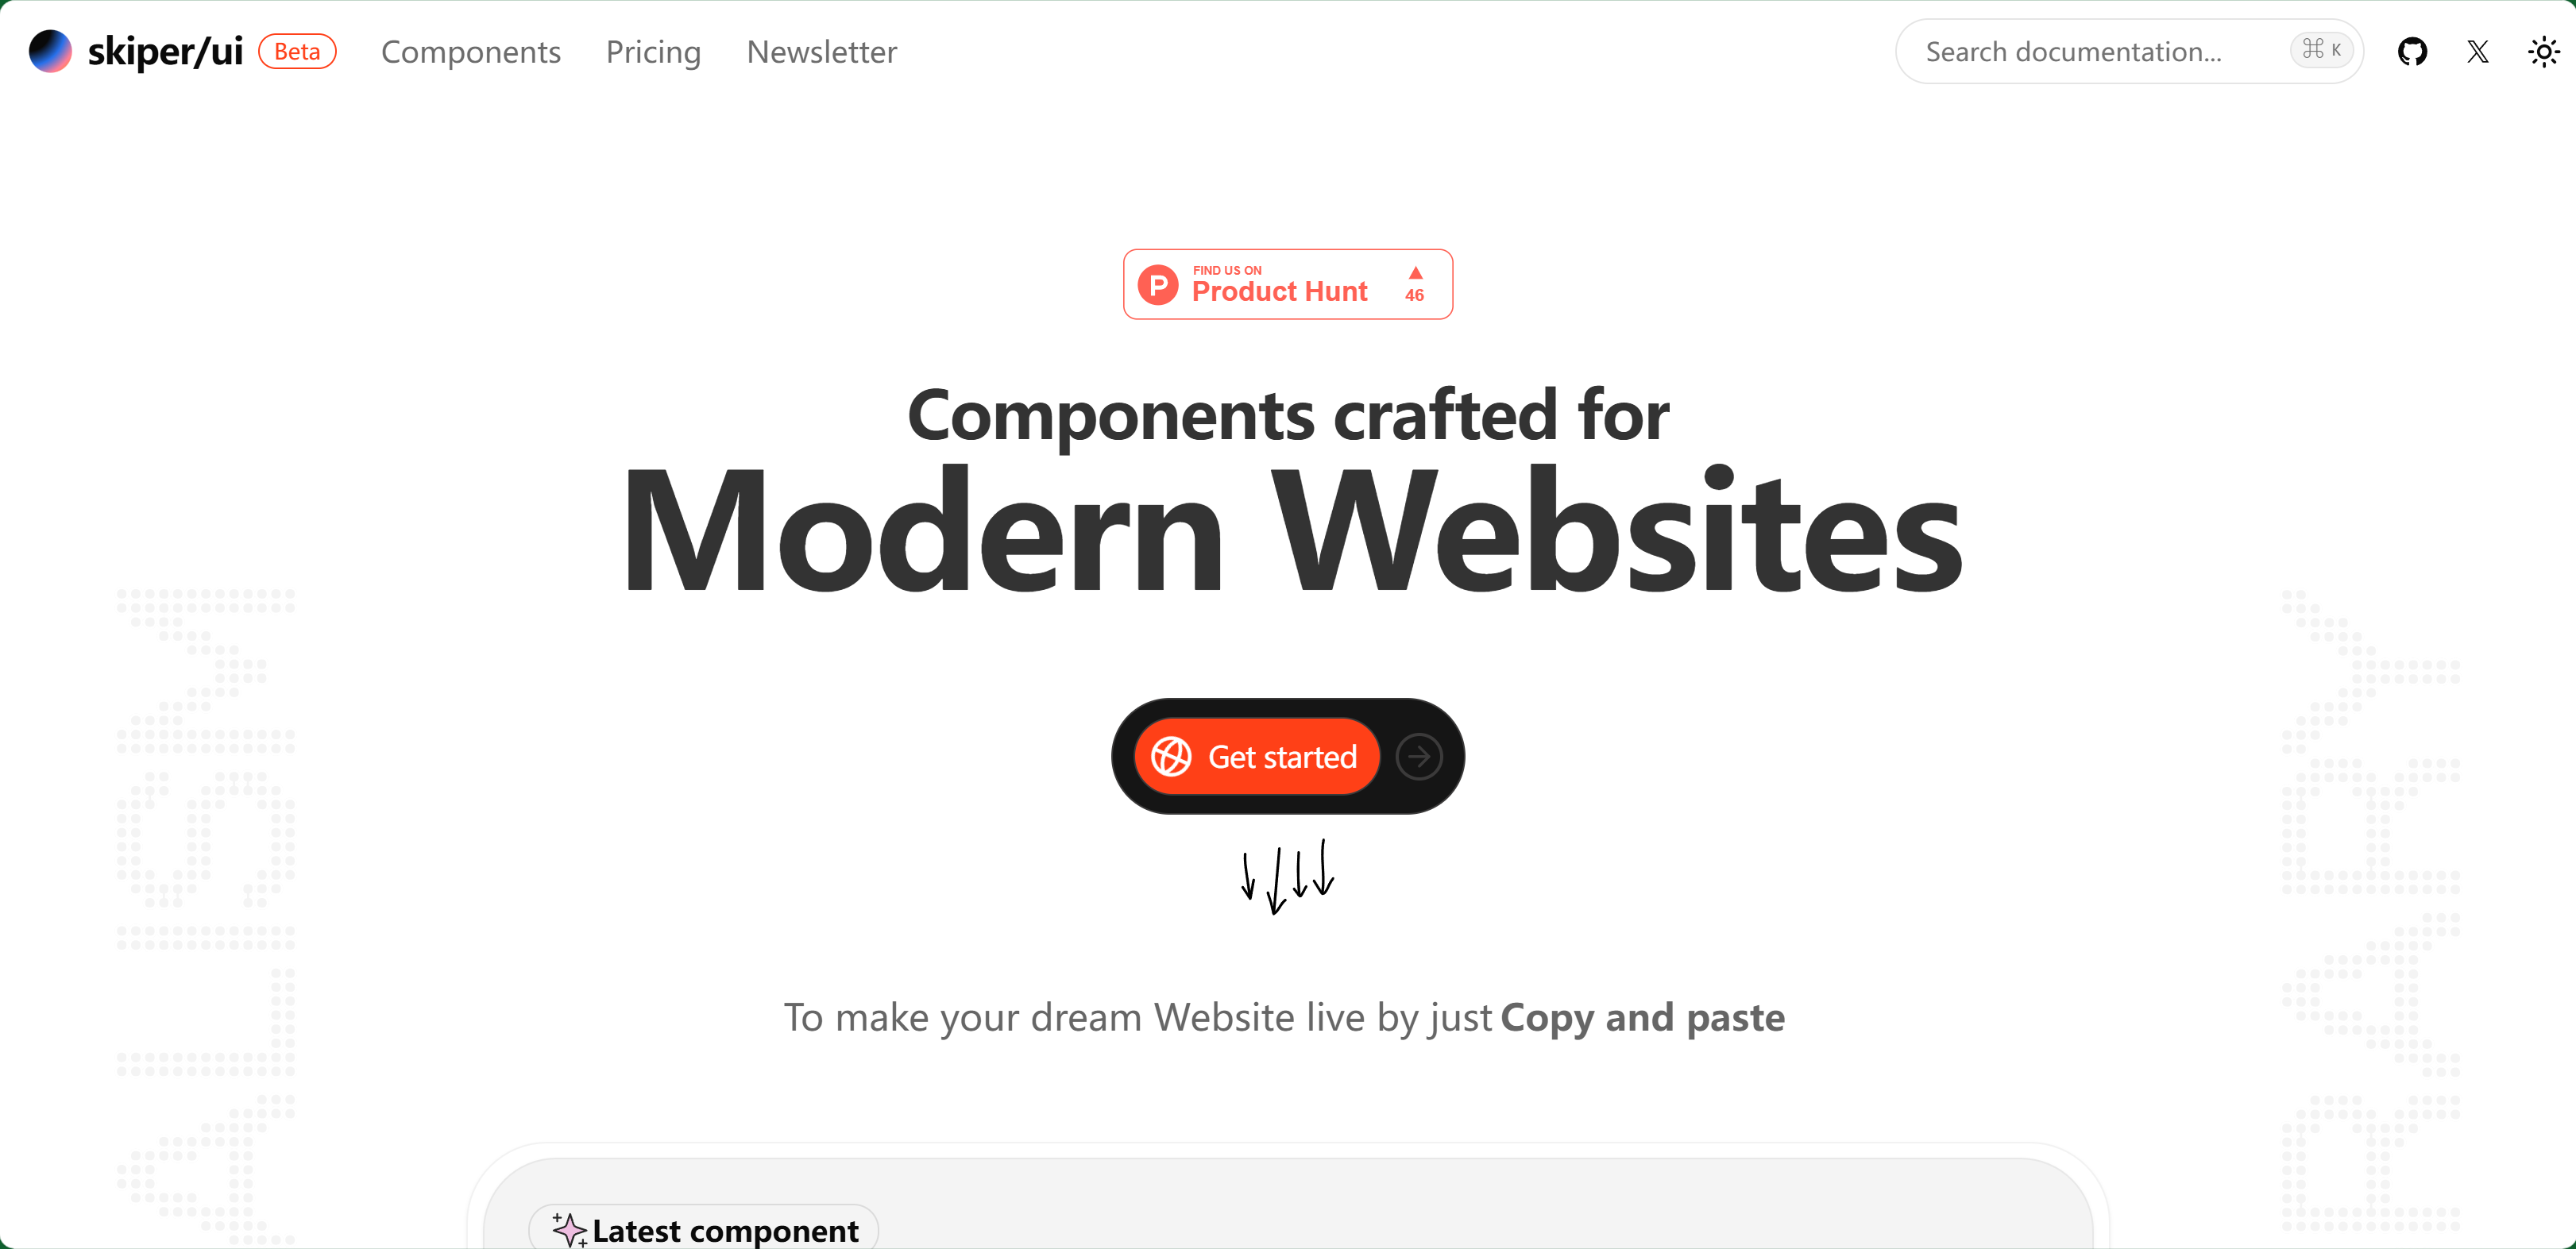 skiper/ui Beta Components Pricing Newsletter Search documentation... ⌘ K
FIND US ON
Product Hunt
46
Components crafted for
Modern Websites
Get started
To make your dream Website live by just Copy and paste
Latest component